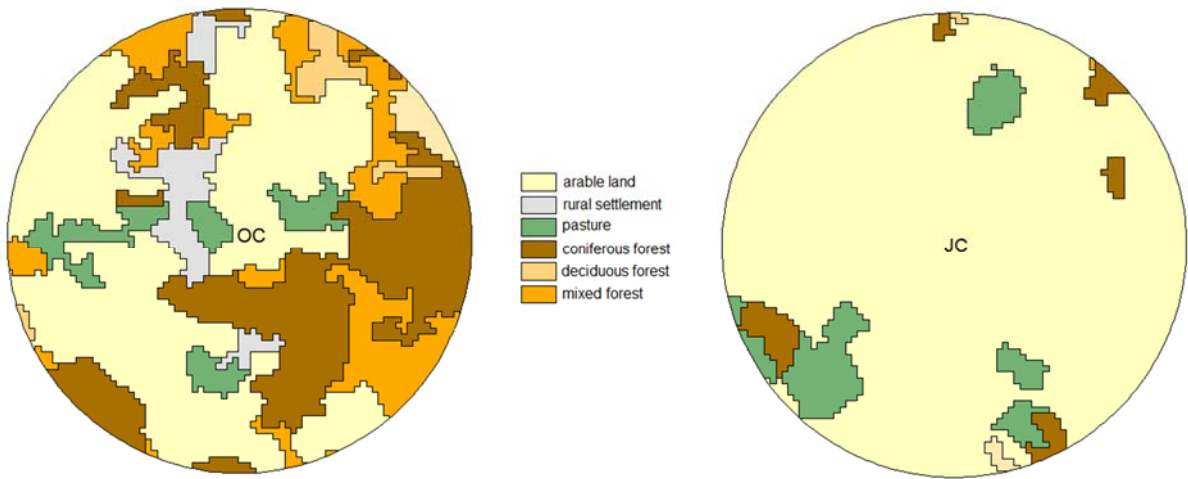 OC
arable land
rural settlement
pasture
coniferous forest
deciduous forest
mixed forest
JC